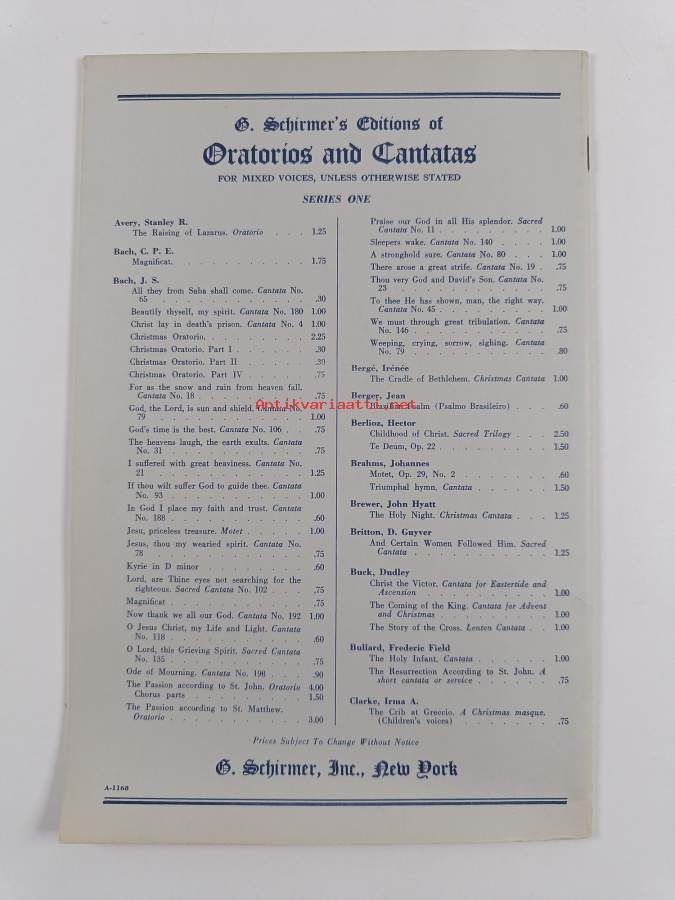 G. Schirmer's Editions of
Oratorios and Cantatas
FOR MIXED VOICES, UNLESS OTHERWISE STATED
SERIES ONE
Avery, Stanley R.
The Raising of Lazarus. Oratorio . . . 1.25
Bach, C. P. E.
Magnificat. . . . . . . . . . . . 1.75
Bach, J. S.
All they from Saba shall come. Cantata No.
65 . . . . . . . . . . . . .30
Beautify thyself, my spirit. Cantata No. 180 1.00
Christ lay in death's prison. Cantata No. 4 1.00
Christmas Oratorio. . . . . . . . . 2.25
Christmas Oratorio. Part I . . . . . . .30
Christmas Oratorio. Part II . . . . . .30
Christmas Oratorio. Part IV . . . . . .75
For as the snow and rain from heaven fall.
Cantata No. 18 . . . . . . . . . .75
God, the Lord, is sun and shield. Cantata No.
79 . . . . . . . . . . . . 1.00
God's time is the best. Cantata No. 106 . . .75
The heavens laugh, the earth exults. Cantata
No. 31 . . . . . . . . . . . .75
I suffered with great heaviness. Cantata No.
21 . . . . . . . . . . . . 1.25
If thou wilt suffer God to guide thee. Cantata
No. 93 . . . . . . . . . . . 1.00
In God I place my faith and trust. Cantata
No. 188 . . . . . . . . . . . .60
Jesu, priceless treasure. Motet . . . . . 1.00
Jesus, thou my wearied spirit. Cantata No.
78 . . . . . . . . . . . . .75
Kyrie in D minor . . . . . . . . . .60
Lord, are Thine eyes not searching for the
righteous. Sacred Cantata No. 102 . . . .75
Magnificat . . . . . . . . . . . .75
Now thank we all our God. Cantata No. 192 1.00
O Jesus Christ, my Life and Light. Cantata
No. 118 . . . . . . . . . . . .60
O Lord, this Grieving Spirit. Sacred Cantata
No. 135 . . . . . . . . . . . .75
Ode of Mourning. Cantata No. 198 . . . .90
The Passion according to St. John. Oratorio 4.00
Chorus parts . . . . . . . . . . 1.50
The Passion according to St. Matthew.
Oratorio . . . . . . . . . . . 3.00
Praise our God in all His splendor. Sacred
Cantata No. 11 . . . . . . . . . 1.00
Sleepers wake. Cantata No. 140 . . . . 1.00
A stronghold sure. Cantata No. 80 . . . 1.00
There arose a great strife. Cantata No. 19 . .75
Thou very God and David's Son. Cantata No.
23 . . . . . . . . . . . . .75
To thee He has shown, man, the right way.
Cantata No. 45 . . . . . . . . . 1.00
We must through great tribulation. Cantata
No. 146 . . . . . . . . . . . .75
Weeping, crying, sorrow, sighing. Cantata
No. 79 . . . . . . . . . . . .80
Bergé, Irénée
The Cradle of Bethlehem. Christmas Cantata 1.00
Berger, Jean
Psalm (Psalmo Brasileiro) . . . .60
Berlioz, Hector
Childhood of Christ. Sacred Trilogy . . . 2.50
Te Deum, Op. 22 . . . . . . . . . 1.50
Brahms, Johannes
Motet, Op. 29, No. 2 . . . . . . . . .60
Triumphal hymn. Cantata . . . . . . 1.50
Brewer, John Hyatt
The Holy Night. Christmas Cantata . . . 1.25
Britton, D. Guyver
And Certain Women Followed Him. Sacred
Cantata . . . . . . . . . . . 1.25
Buck, Dudley
Christ the Victor. Cantata for Eastertide and
Ascension . . . . . . . . . . 1.00
The Coming of the King. Cantata for Advent
and Christmas . . . . . . . . . 1.00
The Story of the Cross. Lenten Cantata . . 1.00
Bullard, Frederic Field
The Holy Infant. Cantata . . . . . . 1.00
The Resurrection According to St. John. A
short cantata or service . . . . . . .75
Clarke, Irma A.
The Crib at Greccio. A Christmas masque.
(Children's voices) . . . . . . . . .75
Antikvariaatti.net
Prices Subject To Change Without Notice
G. Schirmer, Inc., New York
A-1160